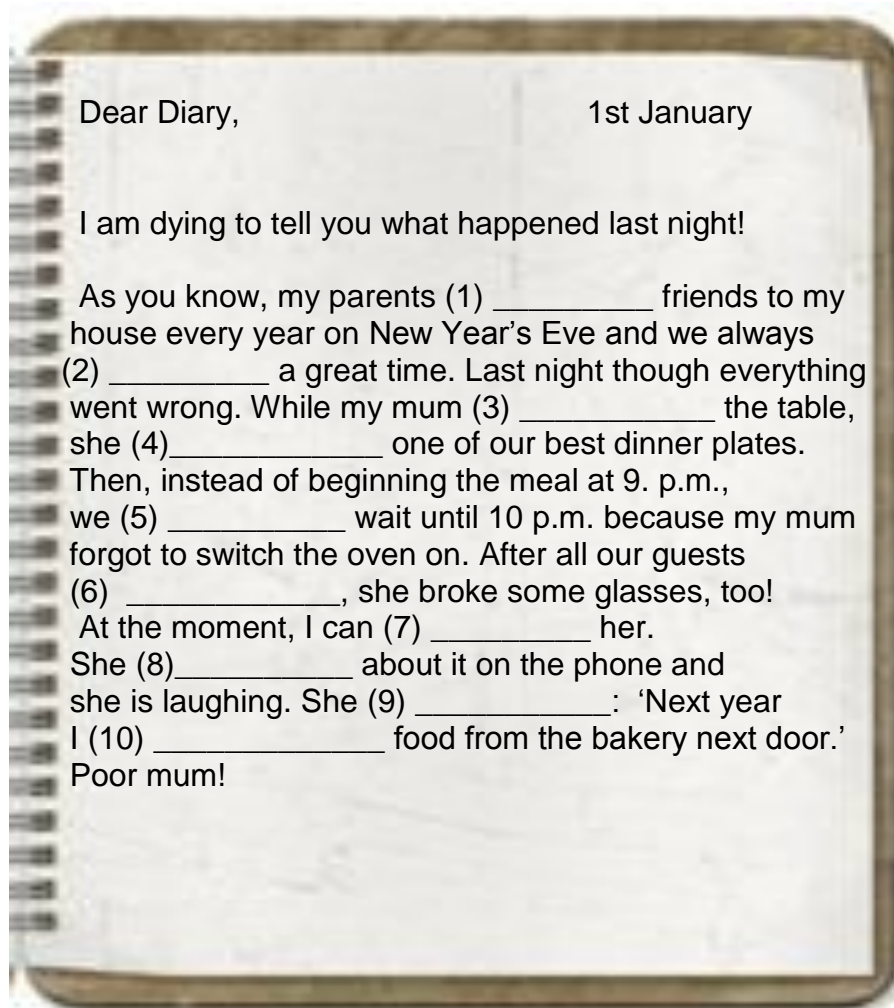 Dear Diary, 1st January
I am dying to tell you what happened last night!
As you know, my parents (1) _________ friends to my
house every year on New Year’s Eve and we always
(2) _________ a great time. Last night though everything
went wrong. While my mum (3) ___________ the table,
she (4)____________ one of our best dinner plates.
Then, instead of beginning the meal at 9. p.m.,
we (5) __________ wait until 10 p.m. because my mum
forgot to switch the oven on. After all our guests
(6) ____________, she broke some glasses, too!
At the moment, I can (7) _________ her.
She (8)__________ about it on the phone and
she is laughing. She (9) ___________: ‘Next year
I (10) _____________ food from the bakery next door.’
Poor mum!